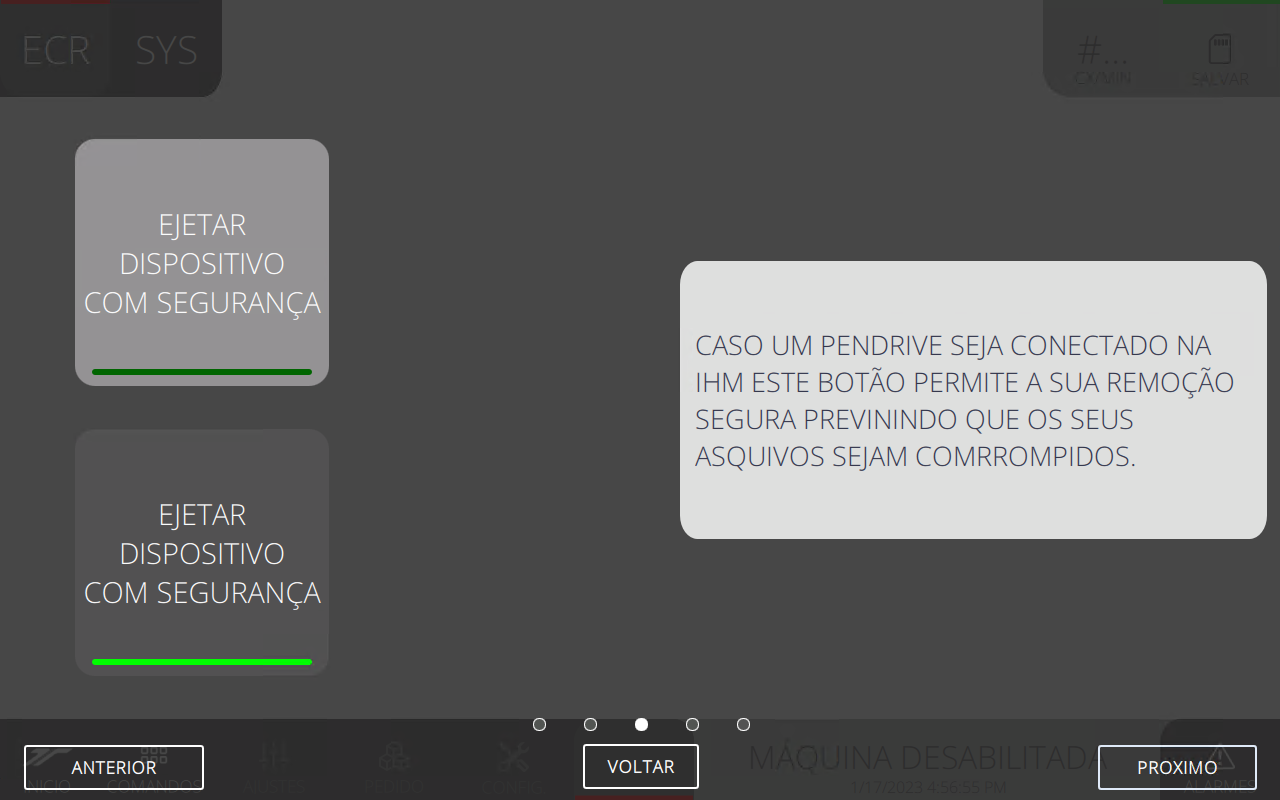 ECR SYS
#...
CX/MIN SALVAR
EJETAR
DISPOSITIVO
COM SEGURANÇA
CASO UM PENDRIVE SEJA CONECTADO NA
IHM ESTE BOTÃO PERMITE A SUA REMOÇÃO
SEGURA PREVININDO QUE OS SEUS
ASQUIVOS SEJAM COMRROMPIDOS.
EJETAR
DISPOSITIVO
COM SEGURANÇA
MÁQUINA DESABILITADA
ANTERIOR VOLTAR PROXIMO
INICIO COMANDOS AJUSTES PEDIDO CONFIG 1/17/2023 4:56:55 PM ALARMES